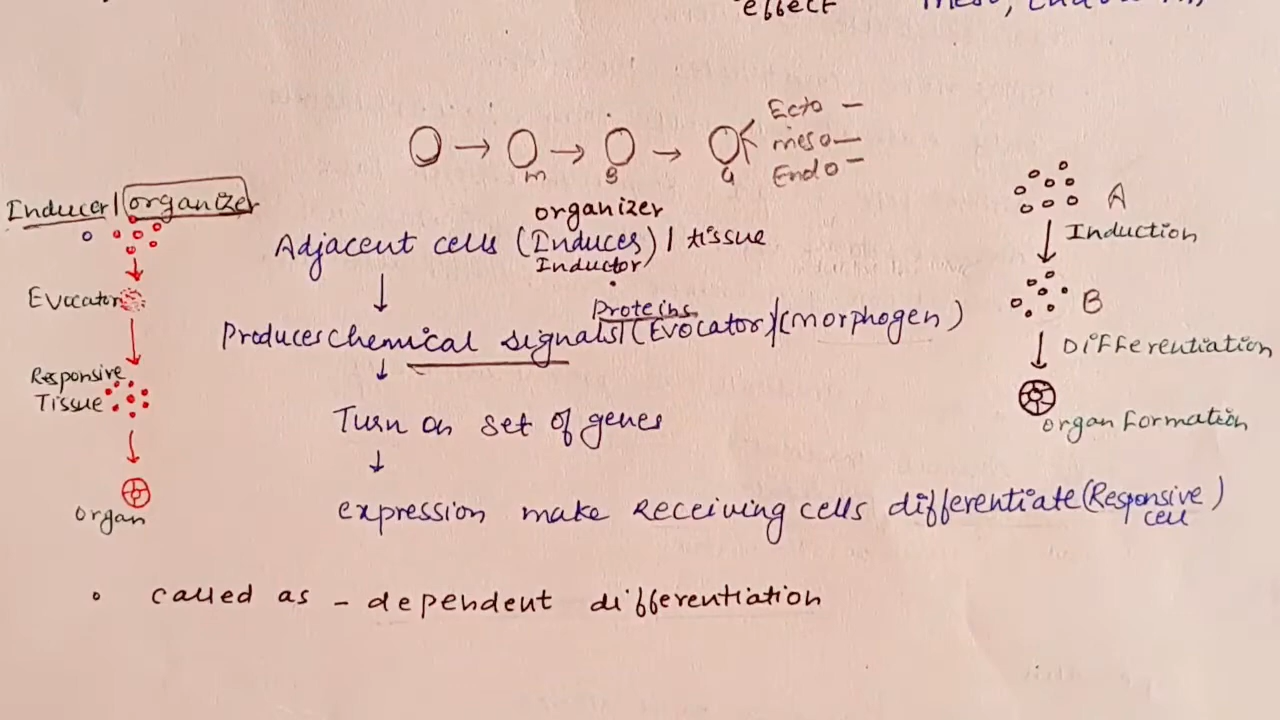 effect
Ecto –
meso –
Endo –
m B G
Inducer/organizer
Evocator
Responsive
Tissue
organ
organizer
Adjacent cells (Induces) / tissue
Inductor
Proteins
Produces chemical signals/(Evocator)/(morphogen)
Turn on set of genes
expression make receiving cells differentiate (Responsive)
cell
• called as – dependent differentiation
A
Induction
B
Differentiation
organ formation